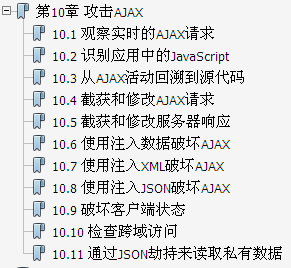 第10章 攻击AJAX
10.1 观察实时的AJAX请求
10.2 识别应用中的JavaScript
10.3 从AJAX活动回溯到源代码
10.4 截获和修改AJAX请求
10.5 截获和修改服务器响应
10.6 使用注入数据破坏AJAX
10.7 使用注入XML破坏AJAX
10.8 使用注入JSON破坏AJAX
10.9 破坏客户端状态
10.10 检查跨域访问
10.11 通过JSON劫持来读取私有数据